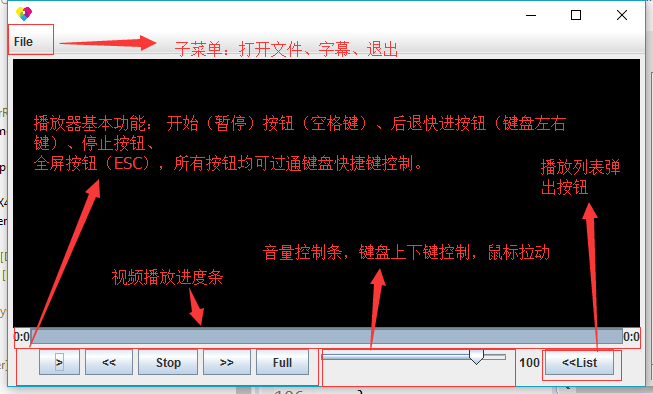 File
子菜单：打开文件、字幕、退出
播放器基本功能： 开始（暂停）按钮（空格键）、后退快进按钮（键盘左右
键）、停止按钮、
全屏按钮（ESC），所有按钮均可过通键盘快捷键控制。
播放列表弹
出按钮
音量控制条，键盘上下键控制，鼠标拉动
视频播放进度条
0:0
0:0
>
<<
Stop
>>
Full
100
<<List